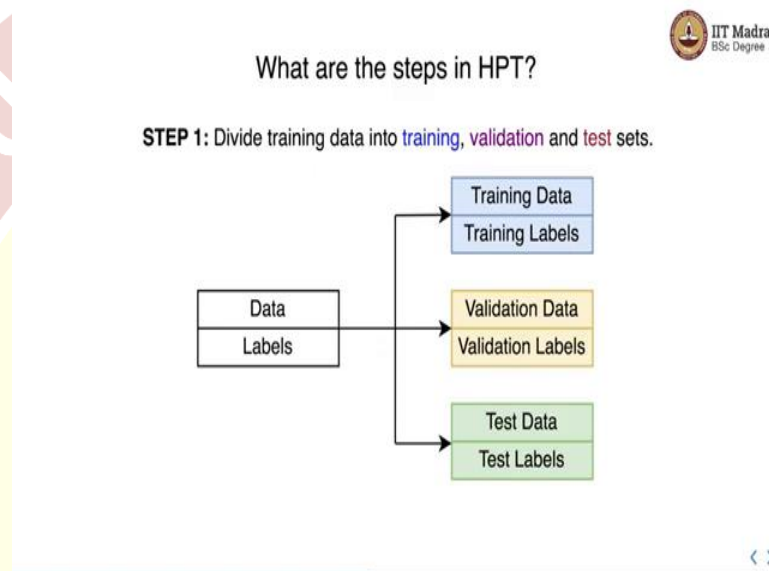 IIT Madra
BSc Degree
What are the steps in HPT?
STEP 1: Divide training data into training, validation and test sets.
Training Data
Training Labels
Data
Labels
Validation Data
Validation Labels
Test Data
Test Labels